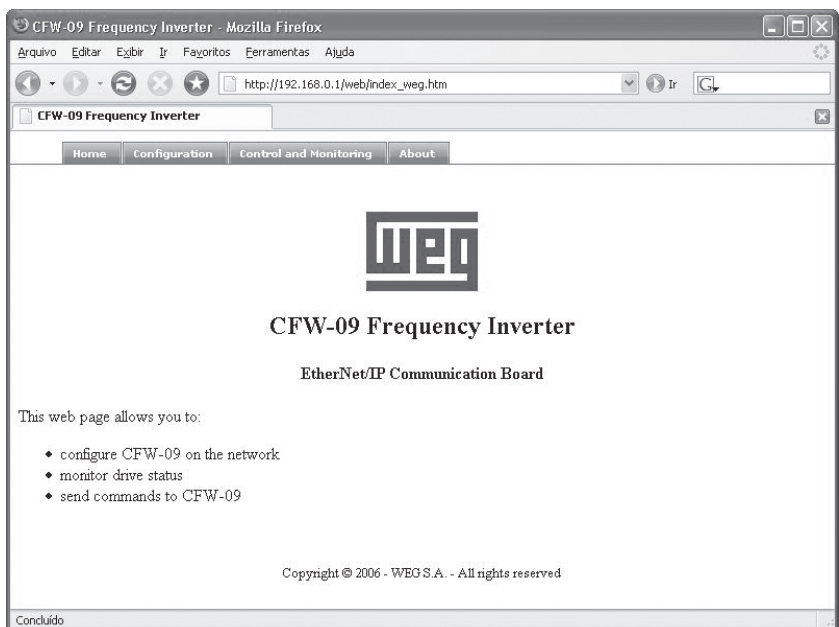 CFW-09 Frequency Inverter - Mozilla Firefox
Arquivo Editar Exibir Ir Favoritos Ferramentas Ajuda
http://192.168.0.1/web/index_weg.htm Ir G
CFW-09 Frequency Inverter
Home Configuration Control and Monitoring About
weg
CFW-09 Frequency Inverter
EtherNet/IP Communication Board
This web page allows you to:
configure CFW-09 on the network
monitor drive status
send commands to CFW-09
Copyright © 2006 - WEG S.A. - All rights reserved
Concluído